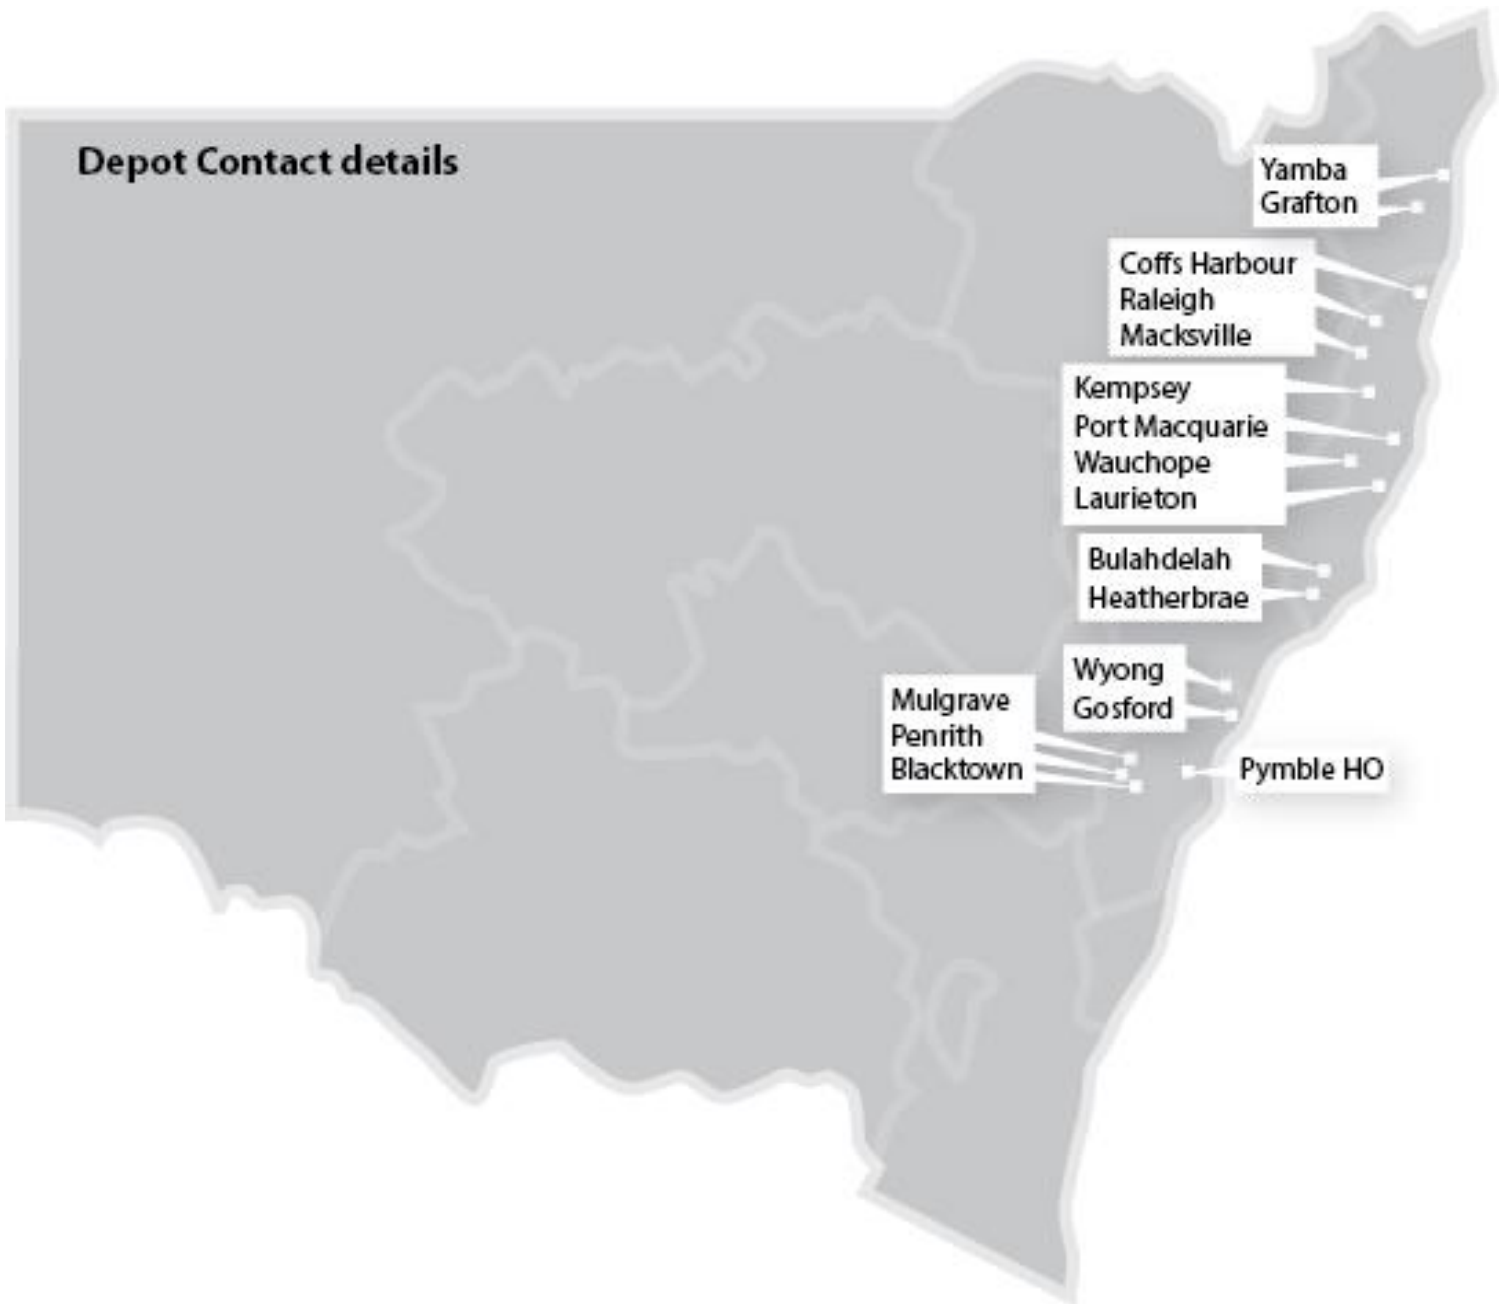 Depot Contact details
Yamba
Grafton
Coffs Harbour
Raleigh
Macksville
Kempsey
Port Macquarie
Wauchope
Laurieton
Bulahdelah
Heatherbrae
Wyong
Gosford
Mulgrave
Penrith
Blacktown
Pymble HO